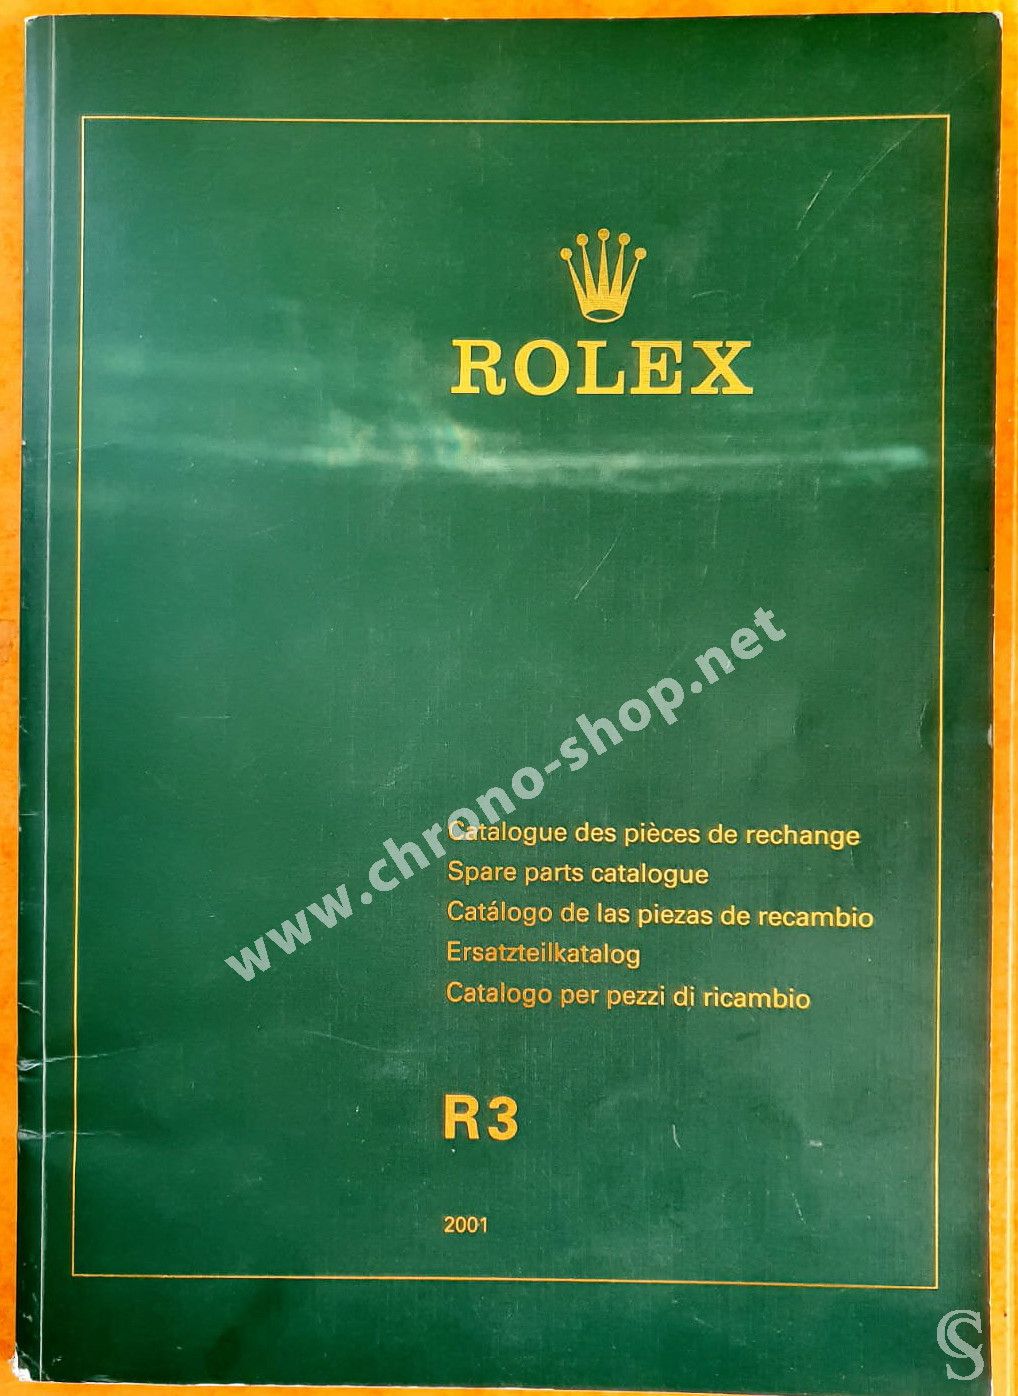 ROLEX
www.chrono-shop.net
Catalogue des pièces de rechange
Spare parts catalogue
Catálogo de las piezas de recambio
Ersatzteilkatalog
Catalogo per pezzi di ricambio
R3
2001
CS